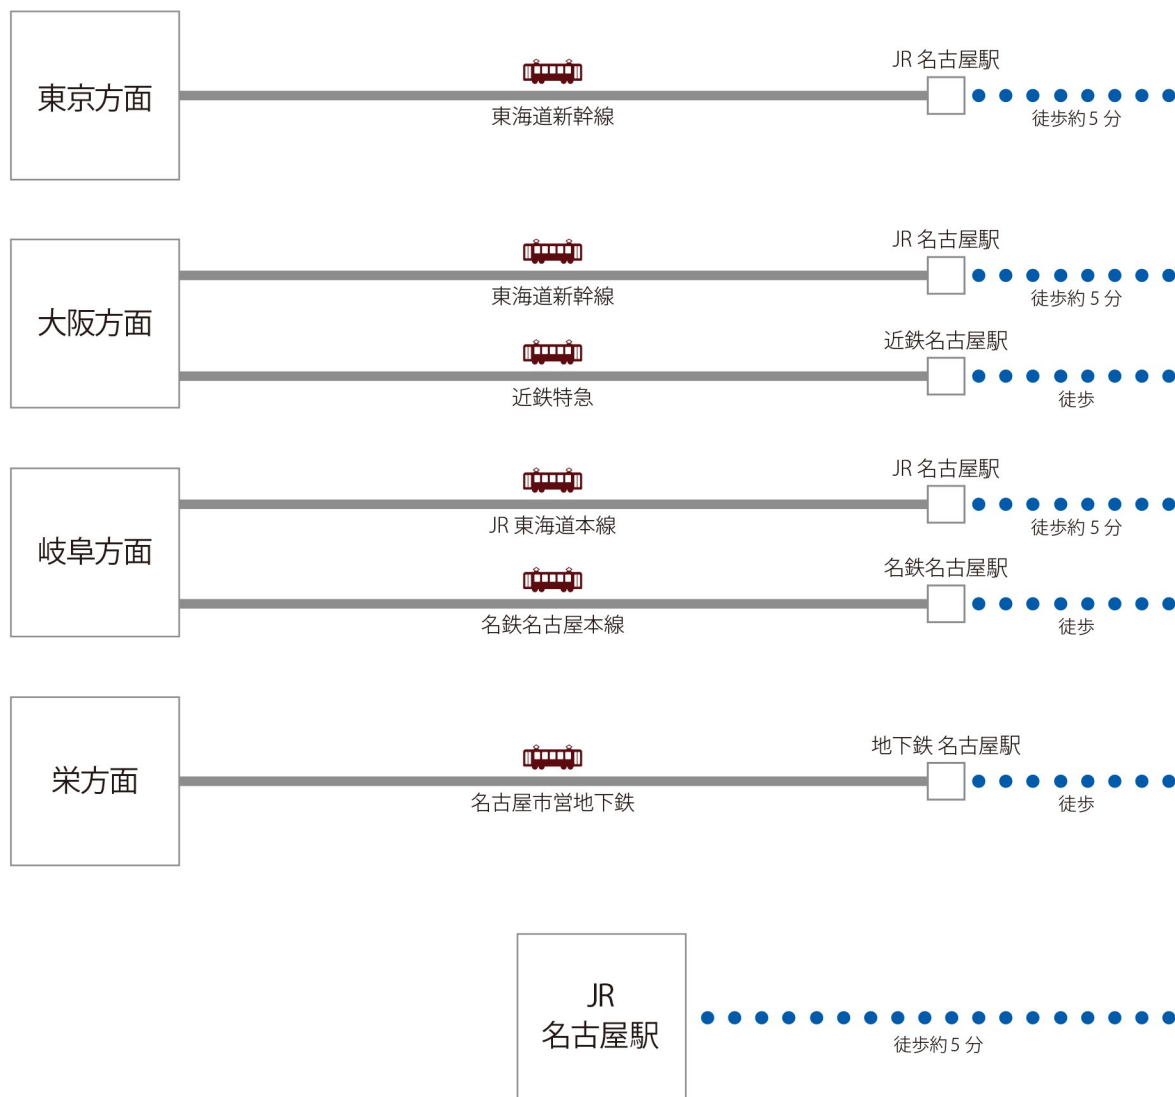 JR 名古屋駅
東京方面
東海道新幹線
徒歩約 5 分
JR 名古屋駅
大阪方面
東海道新幹線
徒歩約 5 分
近鉄名古屋駅
近鉄特急
徒歩
JR 名古屋駅
岐阜方面
JR 東海道本線
徒歩約 5 分
名鉄名古屋駅
名鉄名古屋本線
徒歩
地下鉄 名古屋駅
栄方面
名古屋市営地下鉄
徒歩
JR
名古屋駅
徒歩約 5 分